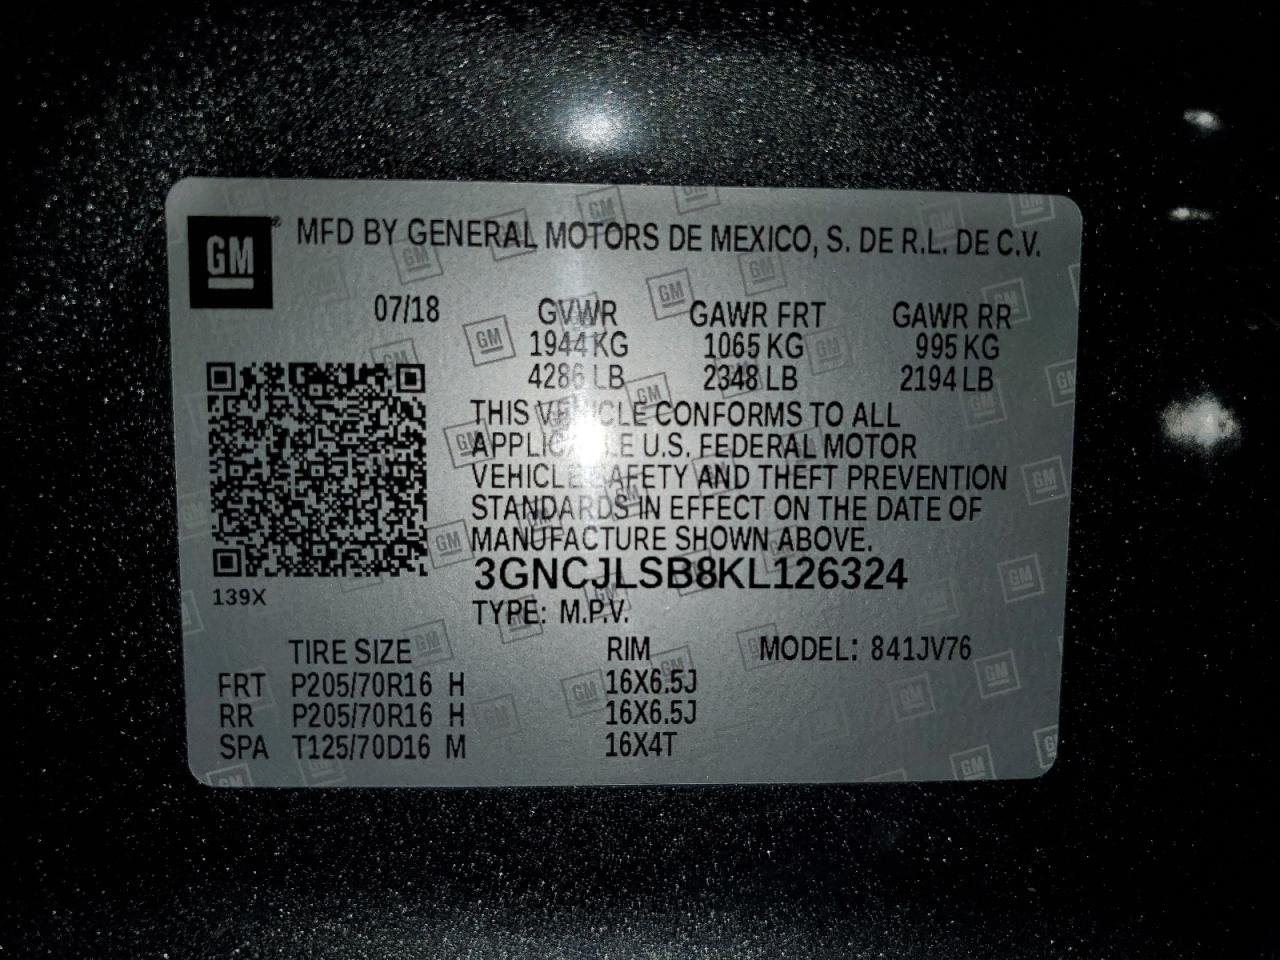 GM ® MFD BY GENERAL MOTORS DE MEXICO, S. DE R.L. DE C.V.
07/18 GVWR GAWR FRT GAWR RR
1944 KG 1065 KG 995 KG
4286 LB 2348 LB 2194 LB
THIS VEHICLE CONFORMS TO ALL
APPLICABLE U.S. FEDERAL MOTOR
VEHICLE SAFETY AND THEFT PREVENTION
STANDARDS IN EFFECT ON THE DATE OF
MANUFACTURE SHOWN ABOVE.
3GNCJLSB8KL126324
139X
TYPE: M.P.V.
TIRE SIZE RIM MODEL: 841JV76
FRT P205/70R16 H 16X6.5J
RR P205/70R16 H 16X6.5J
SPA T125/70D16 M 16X4T